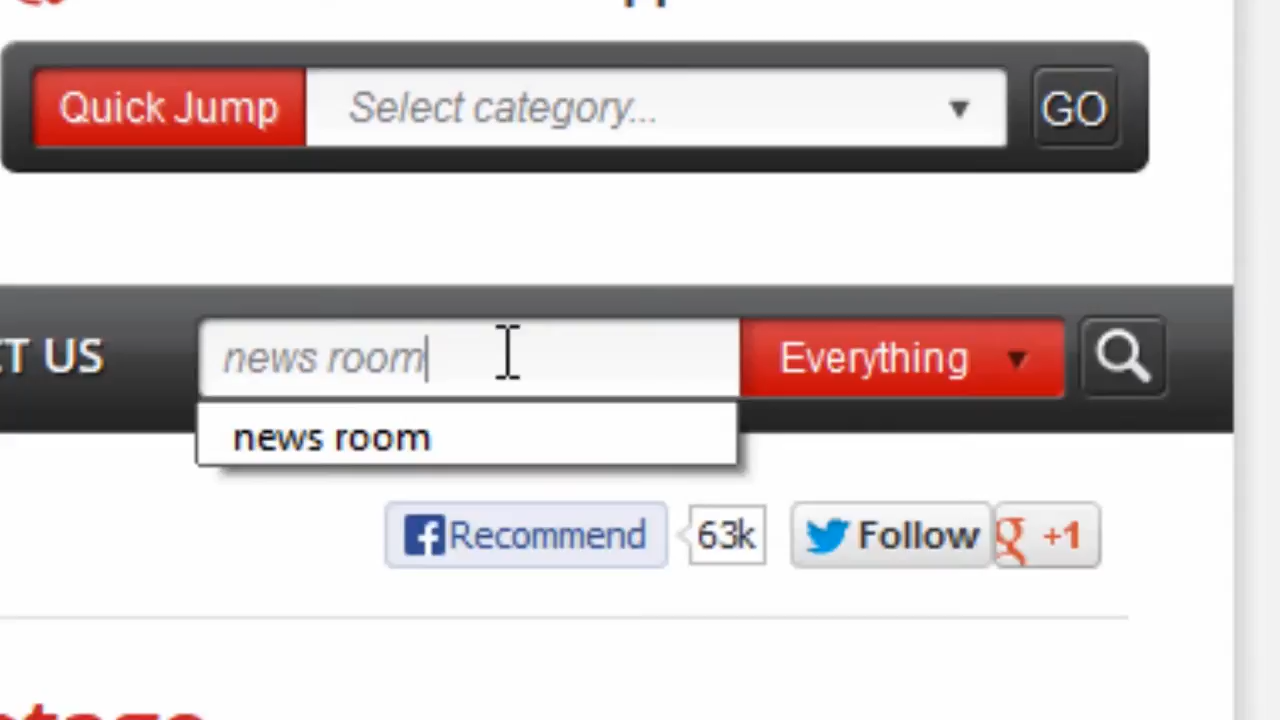 Quick Jump Select category... GO
US news room Everything
news room
Recommend 63k Follow +1